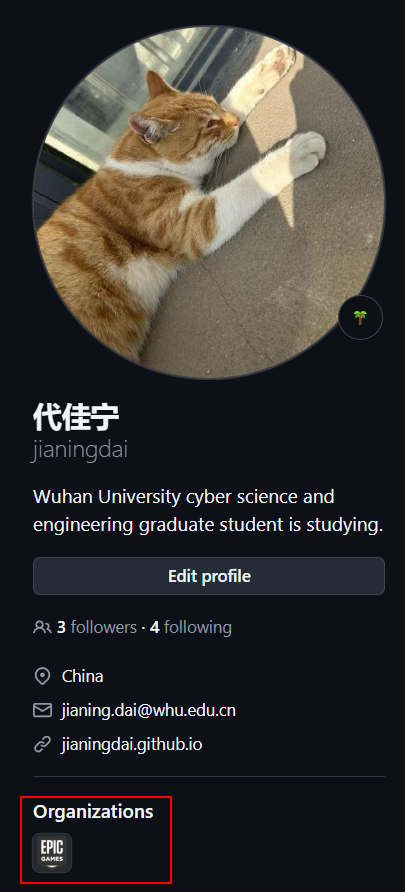 代佳宁
jianingdai
Wuhan University cyber science and
engineering graduate student is studying.
Edit profile
3 followers · 4 following
China
jianing.dai@whu.edu.cn
jianingdai.github.io
Organizations
EPIC
GAMES